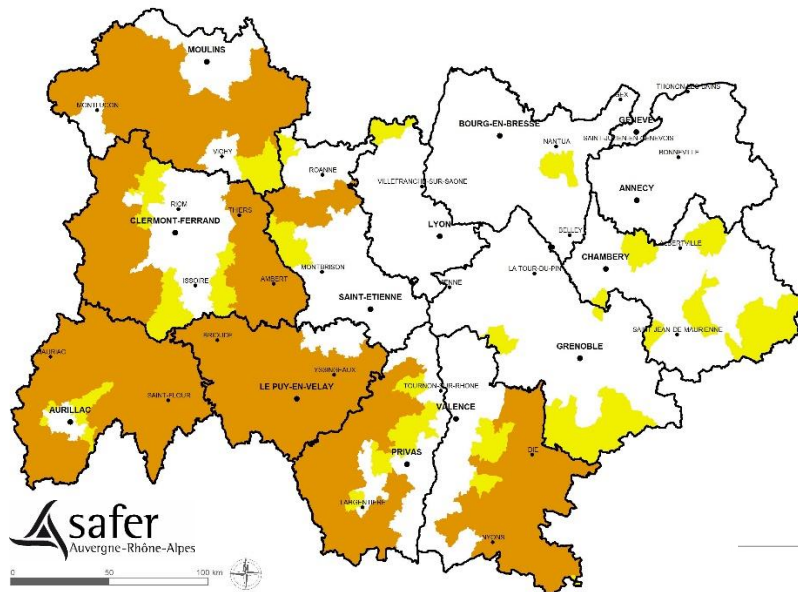 MOULINS
MONTLUCON
VICHY
BOURG-EN-BRESSE
NANTUA
GEX
GENEVE
THONON-LES-BAINS
SAINT-JULIEN-EN-GENEVOIS
BONNEVILLE
ANNECY
ROANNE
VILLEFRANCHE-SUR-SAONE
RIOM
CLERMONT-FERRAND
THIERS
LYON
BELLEY
CHAMBERY
ALBERTVILLE
MONTBRISON
LA TOUR-DU-PIN
ISSOIRE
AMBERT
SAINT-ETIENNE
VIENNE
SAINT-JEAN-DE-MAURIENNE
BRIOUDE
GRENOBLE
MAURIAC
YSSINGEAUX
SAINT-FLOUR
LE PUY-EN-VELAY
TOURNON-SUR-RHONE
VALENCE
AURILLAC
PRIVAS
DIE
LARGENTIERE
NYONS
safer
Auvergne-Rhône-Alpes
0 50 100 km